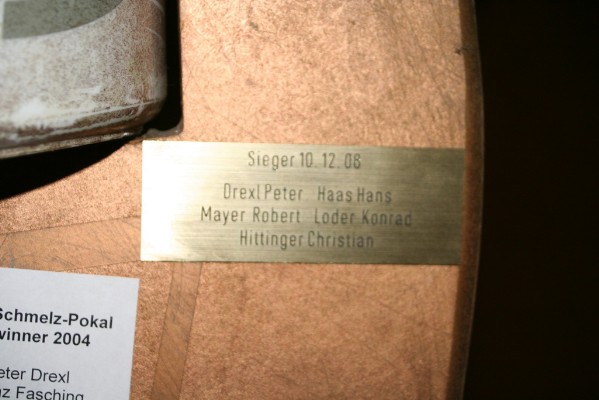 Sieger 10.12.08
Drexl Peter Haas Hans
Mayer Robert Loder Konrad
Hittinger Christian
Schmelz-Pokal
winner 2004
Peter Drexl
Fasching